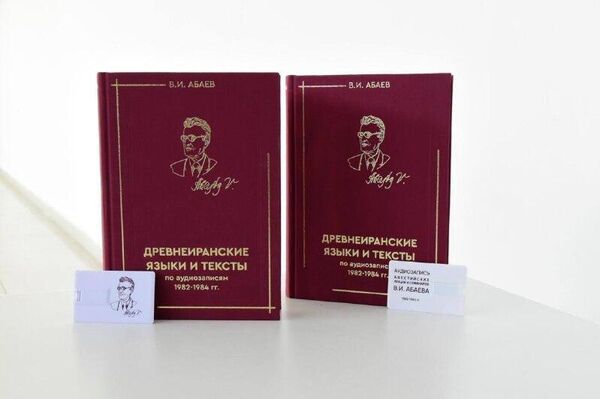 В.И. АБАЕВ
ДРЕВНЕИРАНСКИЕ
ЯЗЫКИ И ТЕКСТЫ
по аудиозаписям
1982-1984 гг.
В.И. АБАЕВ
ДРЕВНЕИРАНСКИЕ
ЯЗЫКИ И ТЕКСТЫ
по аудиозаписям
1982-1984 гг.
АУДИОЗАПИСЬ
В.И. АБАЕВА